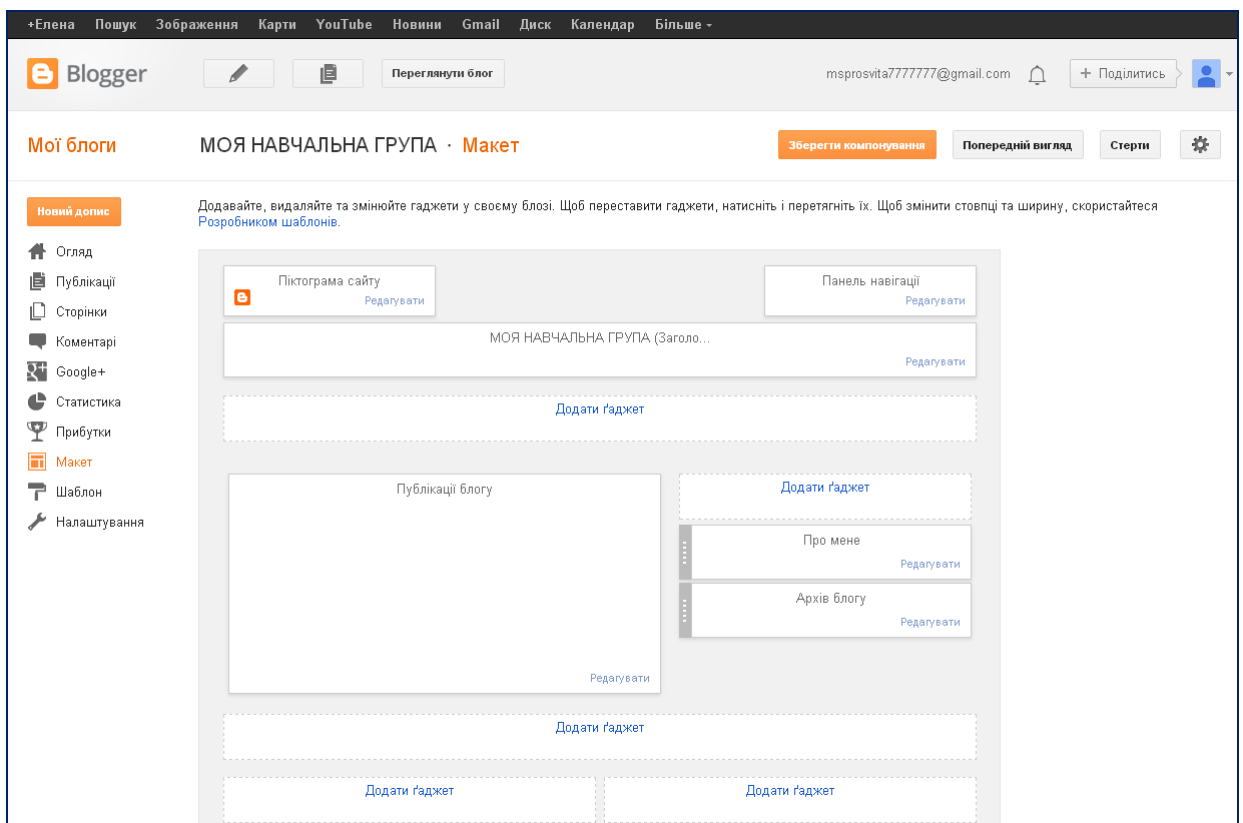 +Елена Пошук Зображення Карти YouTube Новини Gmail Диск Календар Більше
Blogger Переглянути блог msprosvita7777777@gmail.com + Поділитись
Мої блоги МОЯ НАВЧАЛЬНА ГРУПА · Макет Зберегти компонування Попередній вигляд Стерти
Новий допис
Огляд
Публікації
Сторінки
Коментарі
Google+
Статистика
Прибутки
Макет
Шаблон
Налаштування
Додавайте, видаляйте та змінюйте гаджети у своєму блозі. Щоб переставити гаджети, натисніть і перетягніть їх. Щоб змінити стовпці та ширину, скористайтеся
Розробником шаблонів.
Піктограма сайту
Редагувати
Панель навігації
Редагувати
МОЯ НАВЧАЛЬНА ГРУПА (Заголо...
Редагувати
Додати ґаджет
Публікації блогу
Редагувати
Додати ґаджет
Про мене
Редагувати
Архів блогу
Редагувати
Додати ґаджет
Додати ґаджет
Додати ґаджет